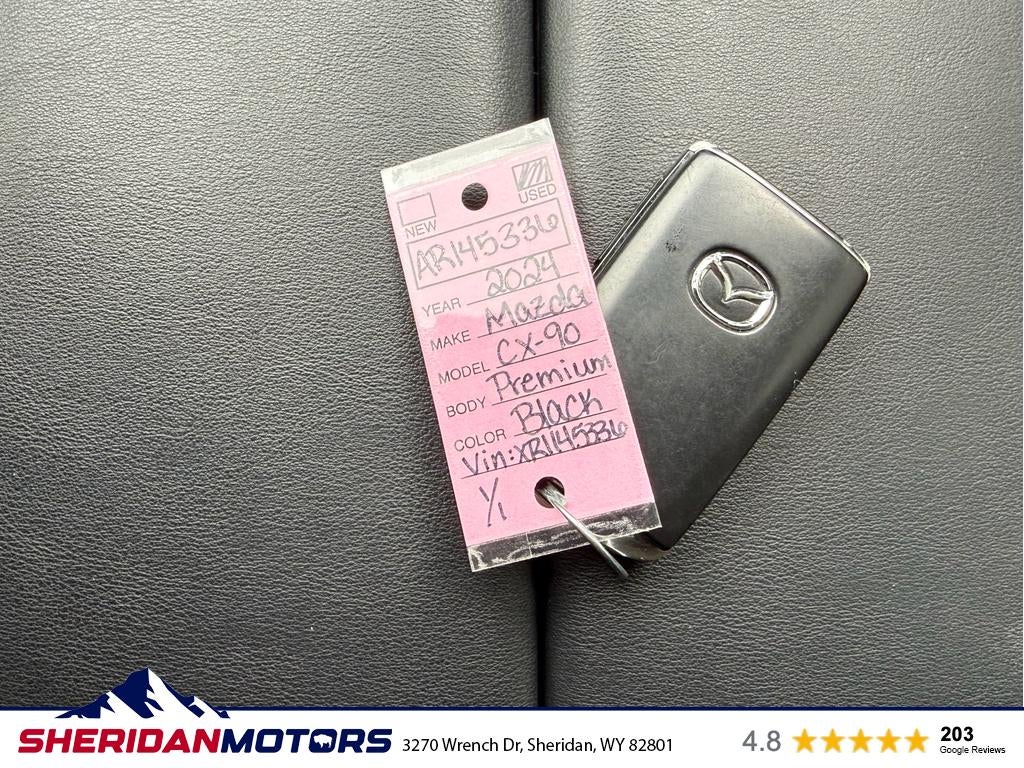 NEW
USED
AR145336
YEAR 2024
MAKE Mazda
MODEL CX-90
BODY Premium
COLOR Black
Vin:XR1145336
1/1
SHERIDANMOTORS
3270 Wrench Dr, Sheridan, WY 82801
4.8
203
Google Reviews